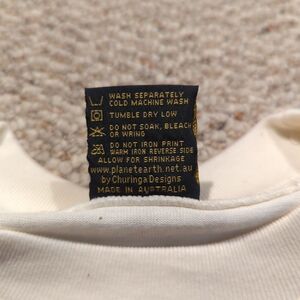 WASH SEPARATELY
COLD MACHINE WASH
TUMBLE DRY LOW
DO NOT SOAK, BLEACH
OR WRING
DO NOT IRON PRINT
WARM IRON REVERSE SIDE
ALLOW FOR SHRINKAGE
www.planetearth.net.au
by Churinga Designs
MADE IN AUSTRALIA